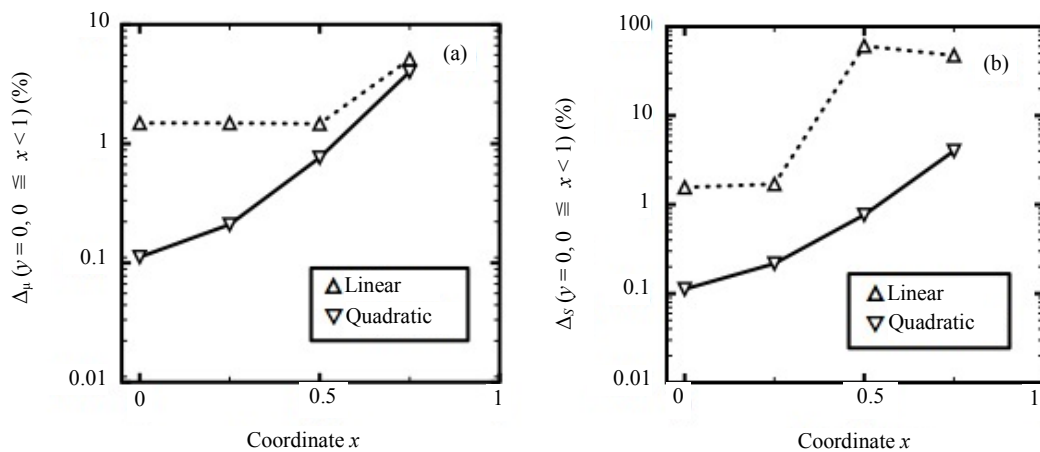 10
1
0.1
0.01
Δμ (y = 0, 0 ≦ x < 1) (%)
(a)
Linear
Quadratic
0
0.5
1
Coordinate x
100
10
1
0.1
0.01
ΔS (y = 0, 0 ≦ x < 1) (%)
(b)
Linear
Quadratic
0
0.5
1
Coordinate x